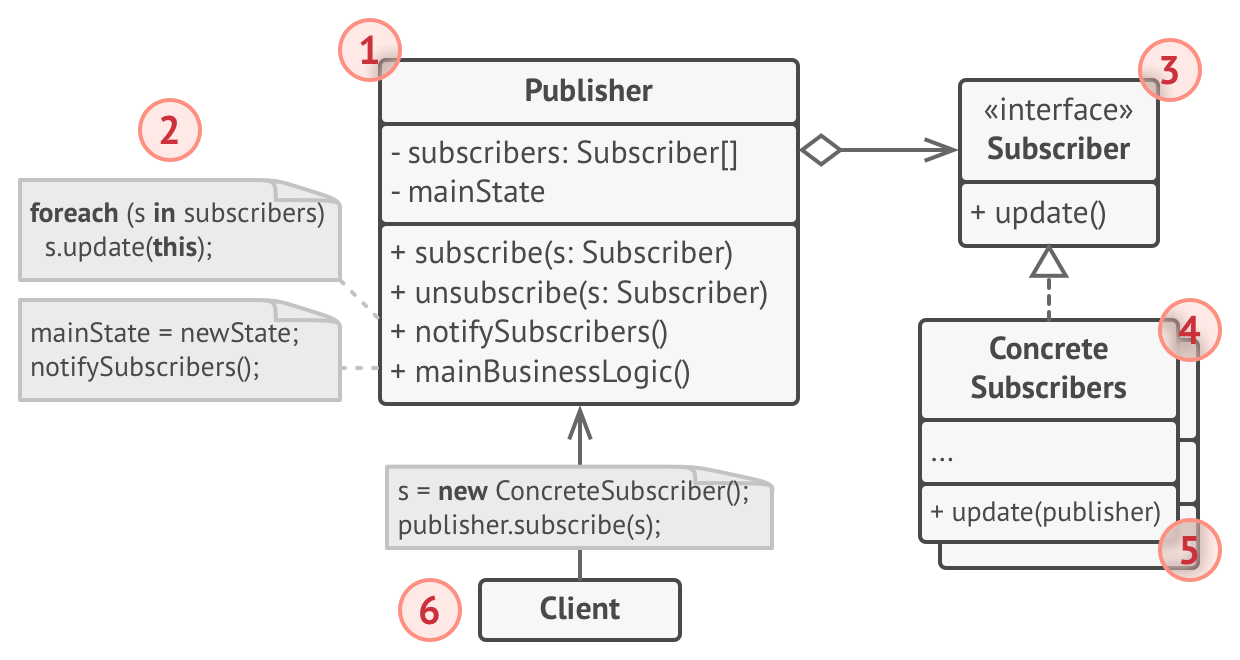 1
Publisher
- subscribers: Subscriber[]
- mainState
+ subscribe(s: Subscriber)
+ unsubscribe(s: Subscriber)
+ notifySubscribers()
+ mainBusinessLogic()
2
foreach (s in subscribers)
s.update(this);
mainState = newState;
notifySubscribers();
3
«interface»
Subscriber
+ update()
4
Concrete
Subscribers
...
+ update(publisher)
5
s = new ConcreteSubscriber();
publisher.subscribe(s);
6
Client